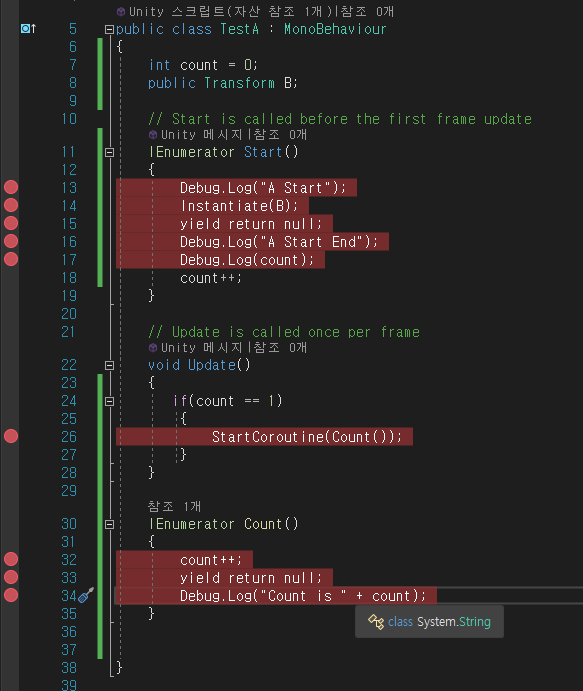 Unity 스크립트(자산 참조 1개)|참조 0개
5 public class TestA : MonoBehaviour
6 {
7 int count = 0;
8 public Transform B;
9
10 // Start is called before the first frame update
Unity 메시지|참조 0개
11 IEnumerator Start()
12 {
13 Debug.Log("A Start");
14 Instantiate(B);
15 yield return null;
16 Debug.Log("A Start End");
17 Debug.Log(count);
18 count++;
19 }
20
21 // Update is called once per frame
Unity 메시지|참조 0개
22 void Update()
23 {
24 if(count == 1)
25 {
26 StartCoroutine(Count());
27 }
28 }
29
참조 1개
30 IEnumerator Count()
31 {
32 count++;
33 yield return null;
34 Debug.Log("Count is " + count);
35 }
class System.String
36
37
38 }
39